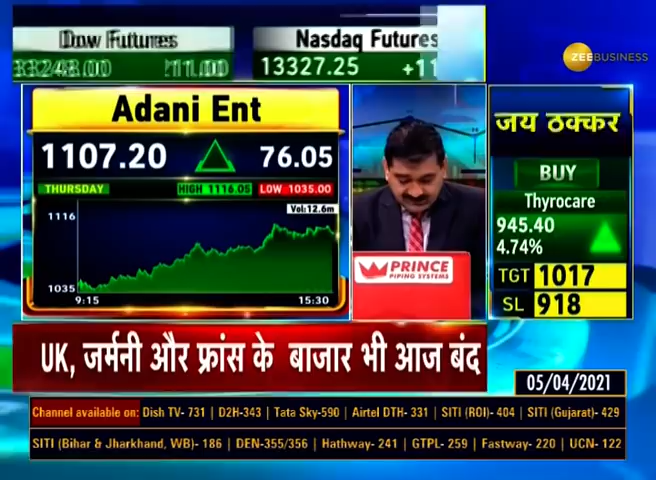 Dow Futures
Nasdaq Futures
13327.25
ZEE BUSINESS
Adani Ent
1107.20 76.05
THURSDAY HIGH 1116.05 LOW 1035.00
Vol:12.6m
1116
1035
9:15 15:30
PRINCE
PIPING SYSTEMS
जय ठक्कर
BUY
Thyrocare
945.40
4.74%
TGT 1017
SL 918
UK, जर्मनी और फ्रांस के बाजार भी आज बंद
05/04/2021
Channel available on: Dish TV- 731 | D2H-343 | Tata Sky-590 | Airtel DTH- 331 | SITI (ROI)- 404 | SITI (Gujarat)- 429
SITI (Bihar & Jharkhand, WB)- 186 | DEN-355/356 | Hathway- 241 | GTPL- 259 | Fastway- 220 | UCN- 122